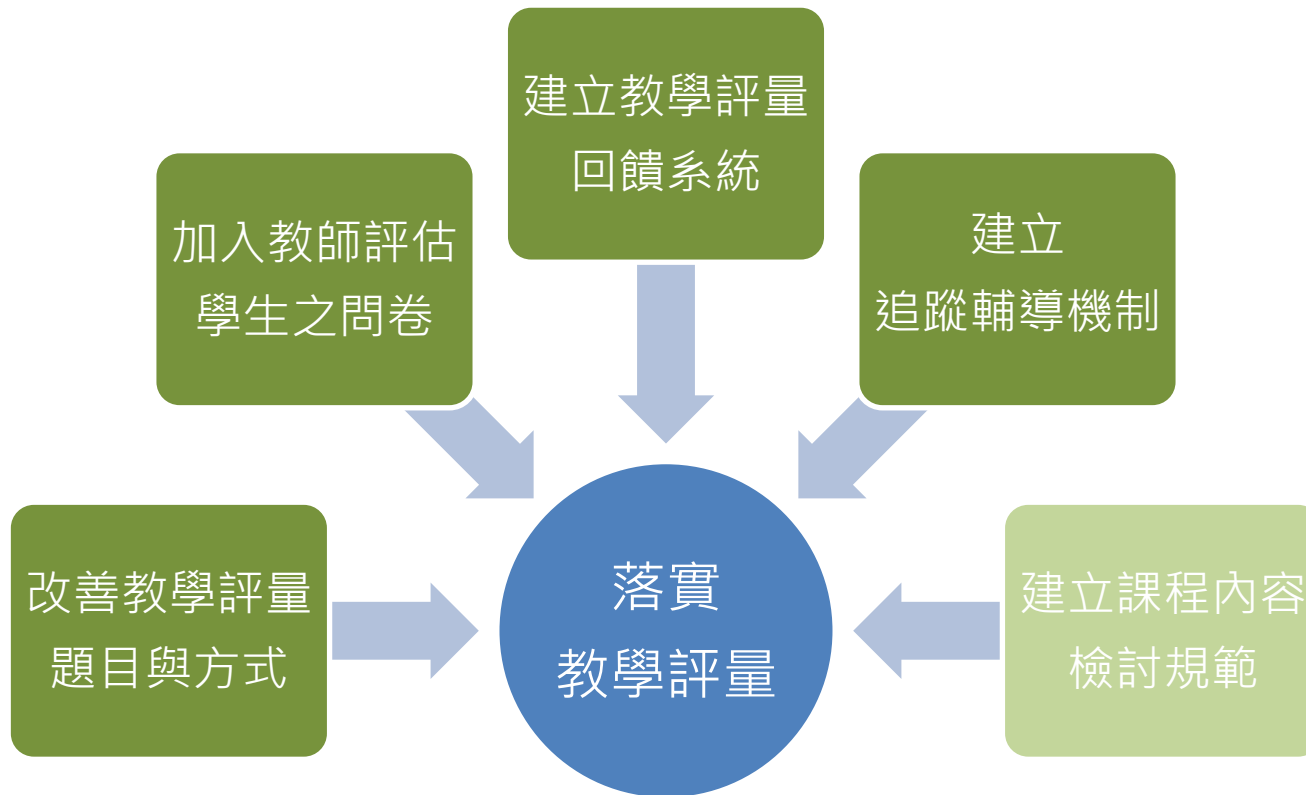 建立教學評量
回饋系統
加入教師評估
學生之問卷
建立
追蹤輔導機制
改善教學評量
題目與方式
落實
教學評量
建立課程內容
檢討規範